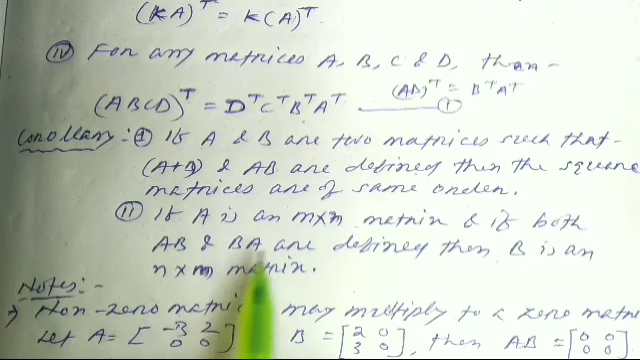 (KA)ᵀ = K(A)ᵀ
(iv) For any matrices A, B, C & D, then-
(AB)ᵀ = BᵀAᵀ
(ABCD)ᵀ = DᵀCᵀBᵀAᵀ ——— (1)
Corollary:- (I) If A & B are two matrices such that-
(A+B) & AB are defined then the square
matrices are of same order.
(II) If A is an m×n matrix & if both
AB & BA are defined then B is an
n×m matrix.
Notes:-
→ Non-zero matric may multiply to a zero matri
Let A = [-3 2
0 0] B = [2 0
3 0], then AB = [0 0
0 0]